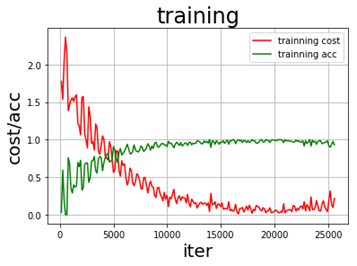 training
trainning cost
trainning acc
cost/acc
2.0
1.5
1.0
0.5
0.0
0
5000
10000
15000
20000
25000
iter